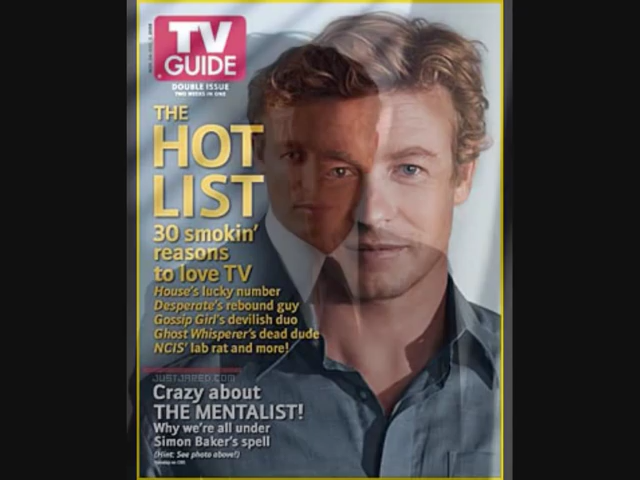 TV
GUIDE
DOUBLE ISSUE
TWO WEEKS IN ONE
THE
HOT
LIST
30 smokin'
reasons
to love TV
House's lucky number
Desperate's rebound guy
Gossip Girl's devilish duo
Ghost Whisperer's dead dude
NCIS' lab rat and more!
JUSTJARED.COM
Crazy about
THE MENTALIST!
Why we're all under
Simon Baker's spell
(Hint: See photo above!)